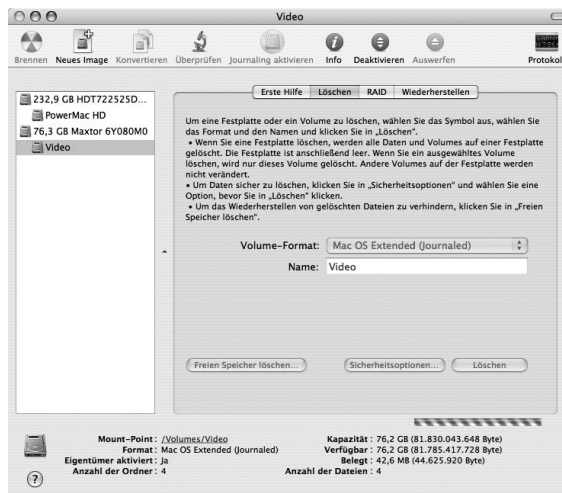 Video
Brennen Neues Image Konvertieren Überprüfen Journaling aktivieren Info Deaktivieren Auswerfen Protokol
232,9 GB HDT722525D...
PowerMac HD
76,3 GB Maxtor 6Y080M0
Video
Erste Hilfe Löschen RAID Wiederherstellen
Um eine Festplatte oder ein Volume zu löschen, wählen Sie das Symbol aus, wählen Sie
das Format und den Namen und klicken Sie in „Löschen“.
• Wenn Sie eine Festplatte löschen, werden alle Daten und Volumes auf einer Festplatte
gelöscht. Die Festplatte ist anschließend leer. Wenn Sie ein ausgewähltes Volume
löschen, wird nur dieses Volume gelöscht. Andere Volumes auf der Festplatte werden
nicht verändert.
• Um Daten sicher zu löschen, klicken Sie in „Sicherheitsoptionen“ und wählen Sie eine
Option, bevor Sie in „Löschen“ klicken.
• Um das Wiederherstellen von gelöschten Dateien zu verhindern, klicken Sie in „Freien
Speicher löschen“.
Volume-Format: Mac OS Extended (Journaled)
Name: Video
Freien Speicher löschen... Sicherheitsoptionen... Löschen
Mount-Point : /Volumes/Video Kapazität : 76,2 GB (81.830.043.648 Byte)
Format : Mac OS Extended (Journaled) Verfügbar : 76,2 GB (81.785.417.728 Byte)
Eigentümer aktiviert : Ja Belegt : 42,6 MB (44.625.920 Byte)
Anzahl der Ordner : 4 Anzahl der Dateien : 4
?